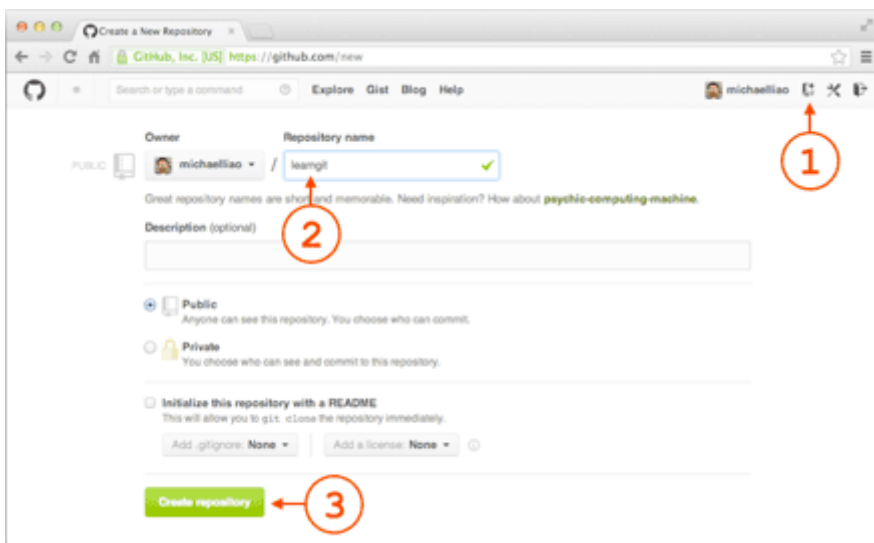 Create a New Repository
GitHub, Inc. [US] https://github.com/new
Search or type a command Explore Gist Blog Help michaelliao
1
Owner Repository name
PUBLIC michaelliao / learngit
Great repository names are short and memorable. Need inspiration? How about psychic-computing-machine.
2
Description (optional)
Public
Anyone can see this repository. You choose who can commit.
Private
You choose who can see and commit to this repository.
Initialize this repository with a README
This will allow you to git clone the repository immediately.
Add .gitignore: None Add a license: None
Create repository
3